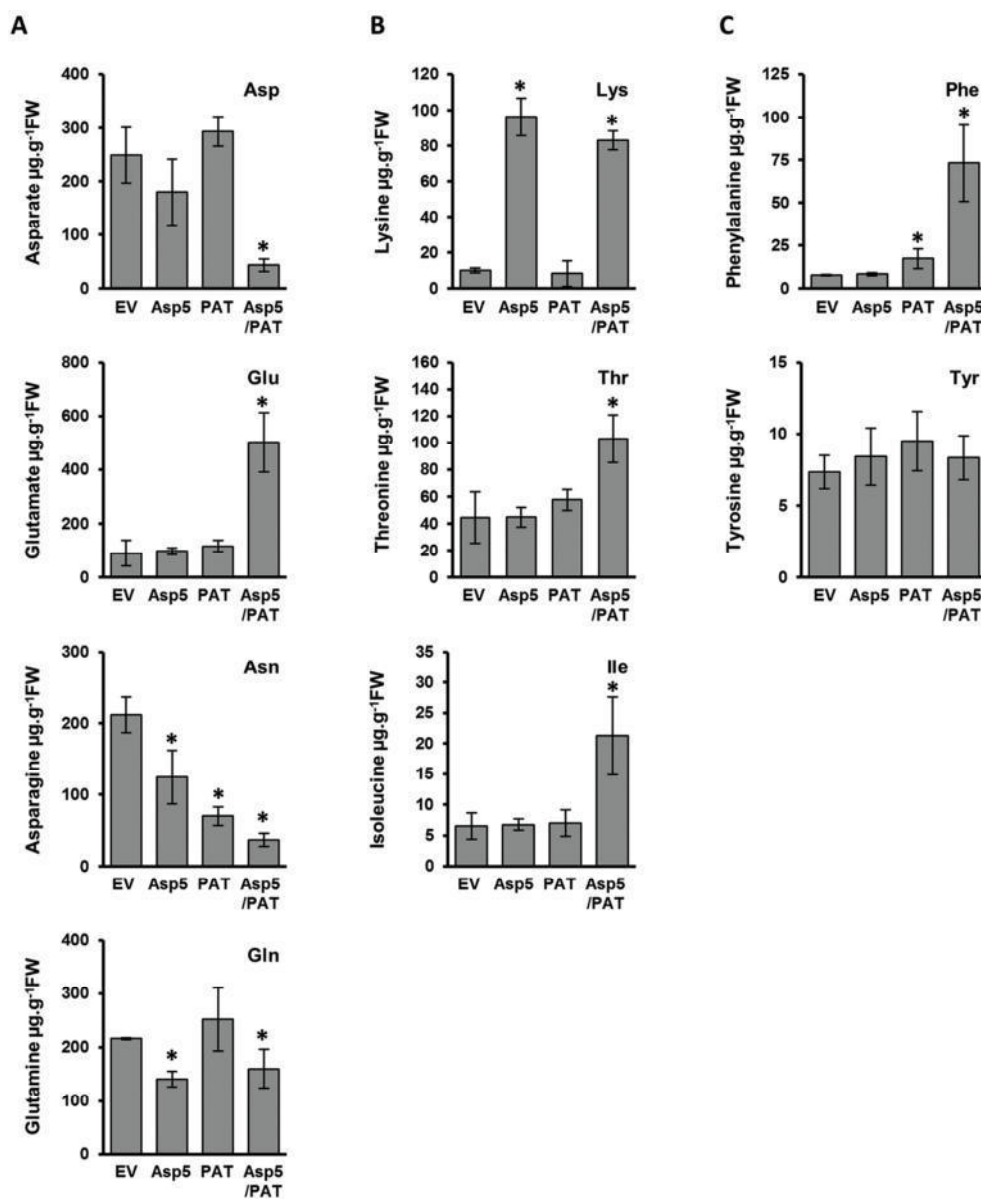 A
Asparate µg.g⁻¹FW
400
300
200
100
0
Asp
*
EV Asp5 PAT Asp5
/PAT
Glutamate µg.g⁻¹FW
800
600
400
200
0
Glu
*
EV Asp5 PAT Asp5
/PAT
Asparagine µg.g⁻¹FW
300
200
100
0
Asn
* * *
EV Asp5 PAT Asp5
/PAT
Glutamine µg.g⁻¹FW
400
300
200
100
0
Gln
* *
EV Asp5 PAT Asp5
/PAT
B
Lysine µg.g⁻¹FW
120
100
80
60
40
20
0
Lys
* *
EV Asp5 PAT Asp5
/PAT
Threonine µg.g⁻¹FW
160
140
120
100
80
60
40
20
0
Thr
*
EV Asp5 PAT Asp5
/PAT
Isoleucine µg.g⁻¹FW
35
30
25
20
15
10
5
0
Ile
*
EV Asp5 PAT Asp5
/PAT
C
Phenylalanine µg.g⁻¹FW
125
100
75
50
25
0
Phe
* *
EV Asp5 PAT Asp5
/PAT
Tyrosine µg.g⁻¹FW
15
10
5
0
Tyr
EV Asp5 PAT Asp5
/PAT